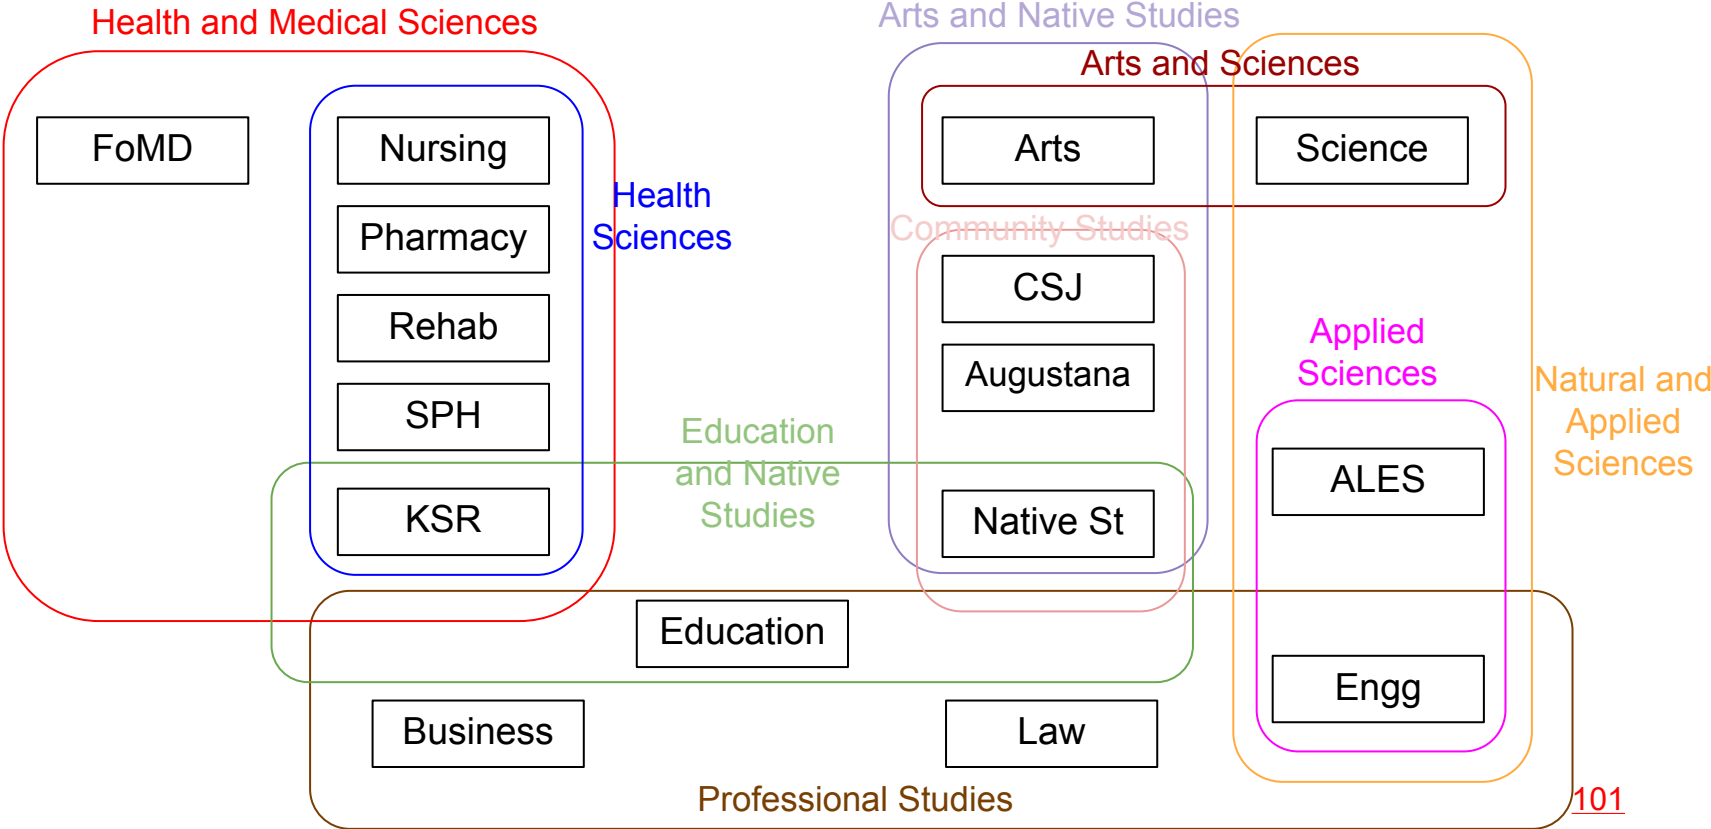 Health and Medical Sciences
Arts and Native Studies
Arts and Sciences
FoMD
Nursing
Arts
Science
Health
Sciences
Pharmacy
Community Studies
CSJ
Rehab
Applied
Sciences
Augustana
Natural and
Applied
Sciences
SPH
Education
and Native
Studies
ALES
KSR
Native St
Education
Engg
Business
Law
Professional Studies
101